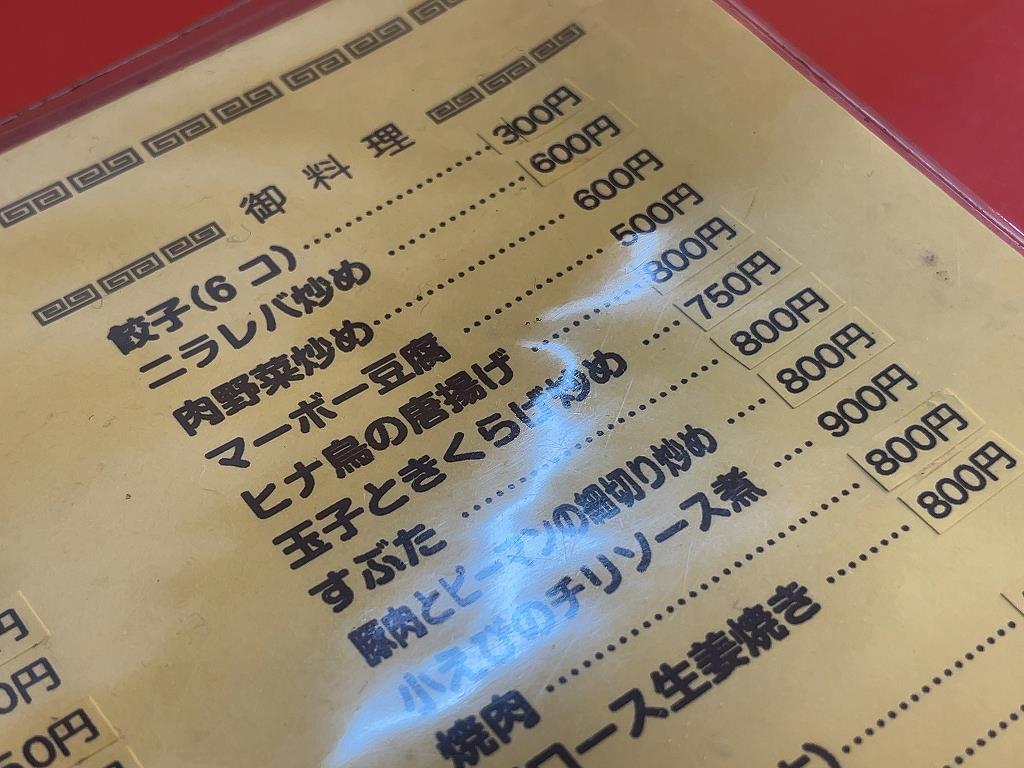 御料理
餃子(6コ)……………300円
ニラレバ炒め……………600円
肉野菜炒め……………600円
マーボー豆腐……………500円
ヒナ鳥の唐揚げ……………800円
玉子ときくらげ炒め……750円
すぶた……………800円
豚肉とピーマンの細切り炒め……800円
小えびのチリソース煮……900円
焼肉……………800円
ロース生姜焼き……………800円
円
0円
50円